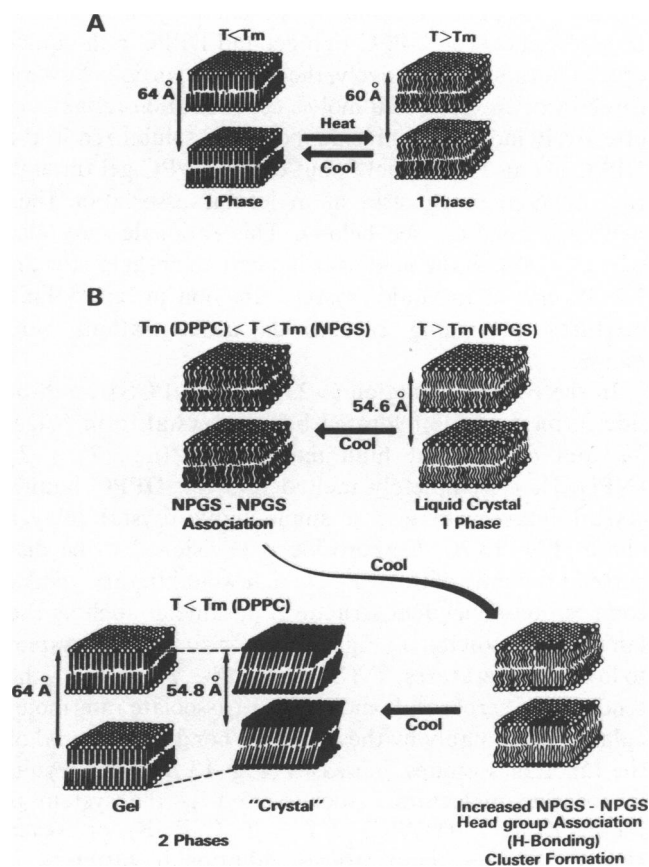 A
T<Tm
T>Tm
64 Å
60 Å
Heat
Cool
1 Phase
1 Phase
B
Tm (DPPC) < T < Tm (NPGS)
T > Tm (NPGS)
54.6 Å
Cool
NPGS - NPGS
Association
Liquid Crystal
1 Phase
Cool
T < Tm (DPPC)
64 Å
54.8 Å
Cool
Gel
"Crystal"
2 Phases
Increased NPGS - NPGS
Head group Association
(H-Bonding)
Cluster Formation